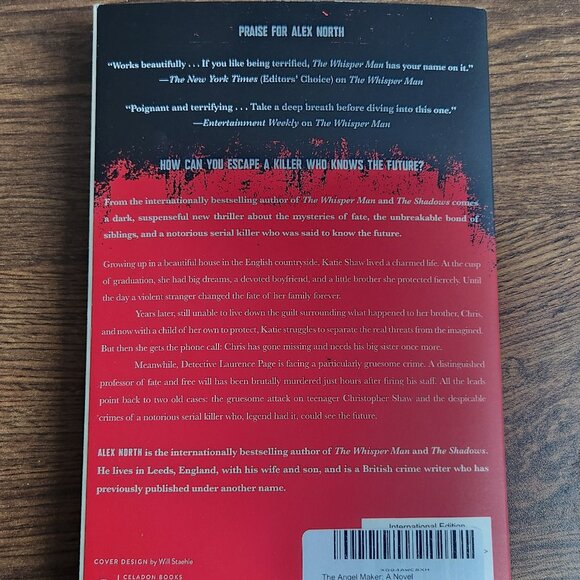 PRAISE FOR ALEX NORTH
“Works beautifully . . . If you like being terrified, The Whisper Man has your name on it.”
—The New York Times (Editors’ Choice) on The Whisper Man
“Poignant and terrifying . . . Take a deep breath before diving into this one.”
—Entertainment Weekly on The Whisper Man
HOW CAN YOU ESCAPE A KILLER WHO KNOWS THE FUTURE?
From the internationally bestselling author of The Whisper Man and The Shadows comes
a dark, suspenseful new thriller about the mysteries of fate, the unbreakable bond of
siblings, and a notorious serial killer who was said to know the future.
Growing up in a beautiful house in the English countryside, Katie Shaw lived a charmed life. At the cusp
of graduation, she had big dreams, a devoted boyfriend, and a little brother she protected fiercely. Until
the day a violent stranger changed the fate of her family forever.
Years later, still unable to live down the guilt surrounding what happened to her brother, Chris,
and now with a child of her own to protect, Katie struggles to separate the real threats from the imagined.
But then she gets the phone call: Chris has gone missing and needs his big sister once more.
Meanwhile, Detective Laurence Page is facing a particularly gruesome crime. A distinguished
professor of fate and free will has been brutally murdered just hours after firing his staff. All the leads
point back to two old cases: the gruesome attack on teenager Christopher Shaw and the despicable
crimes of a notorious serial killer who, legend had it, could see the future.
ALEX NORTH is the internationally bestselling author of The Whisper Man and The Shadows.
He lives in Leeds, England, with his wife and son, and is a British crime writer who has
previously published under another name.
International Edition
COVER DESIGN by Will Staehle
CELADON BOOKS
The Angel Maker: A Novel